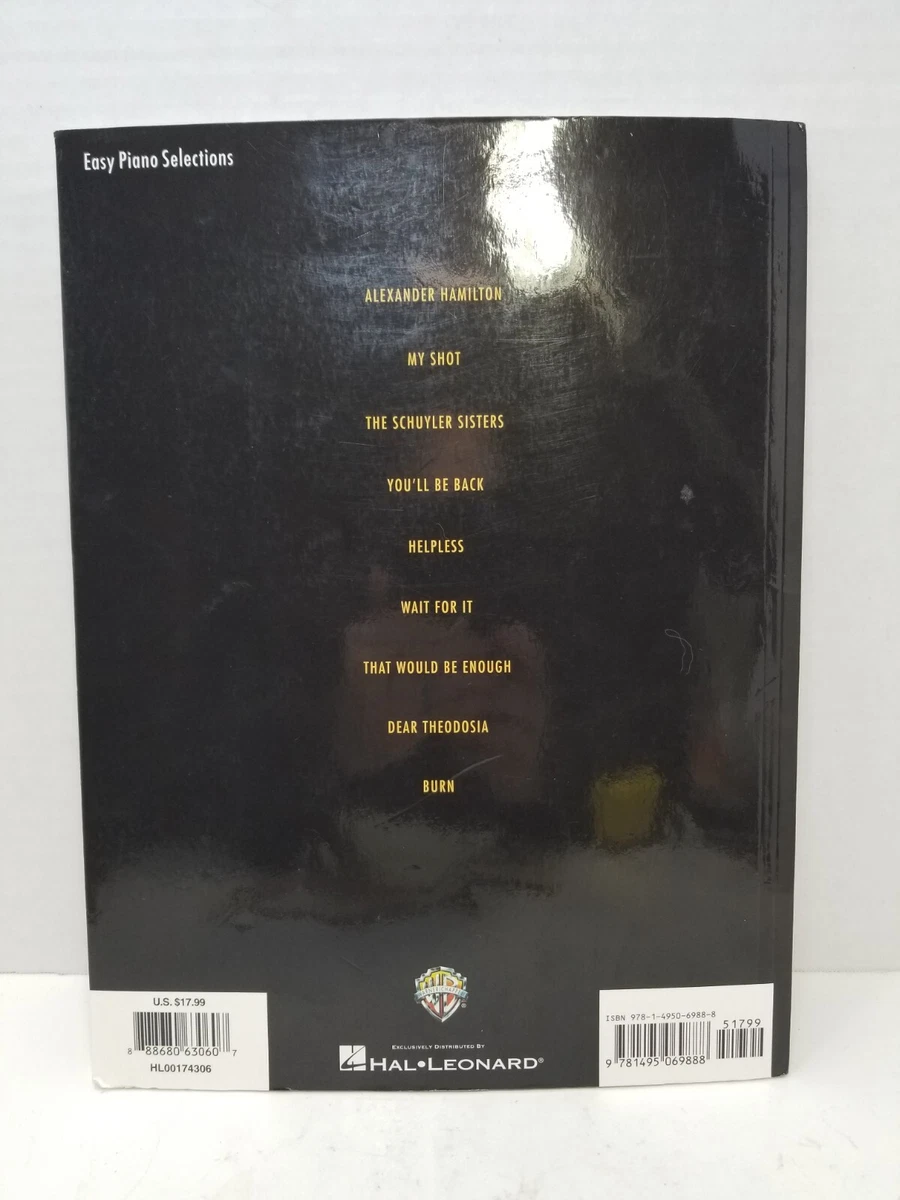 Easy Piano Selections
ALEXANDER HAMILTON
MY SHOT
THE SCHUYLER SISTERS
YOU'LL BE BACK
HELPLESS
WAIT FOR IT
THAT WOULD BE ENOUGH
DEAR THEODOSIA
BURN
U.S. $17.99
8 88680 63060 7
HL00174306
EXCLUSIVELY DISTRIBUTED BY
HAL•LEONARD®
ISBN 978-1-4950-6988-8
51799
9 781495 069888